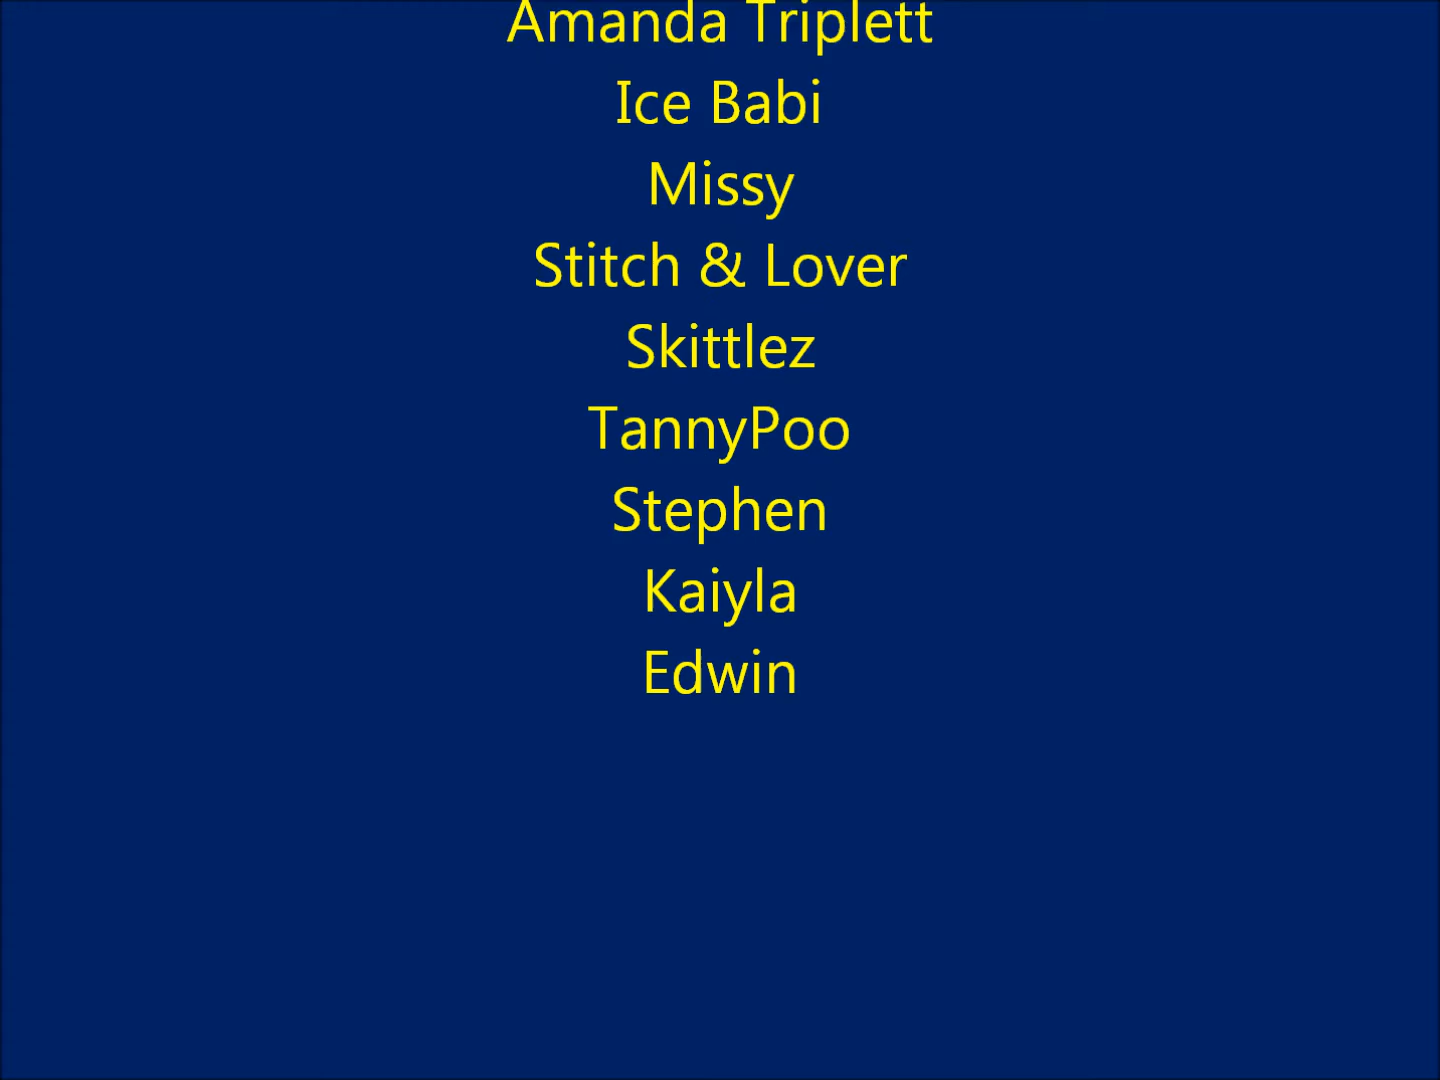 Amanda Triplett
Ice Babi
Missy
Stitch & Lover
Skittlez
TannyPoo
Stephen
Kaiyla
Edwin